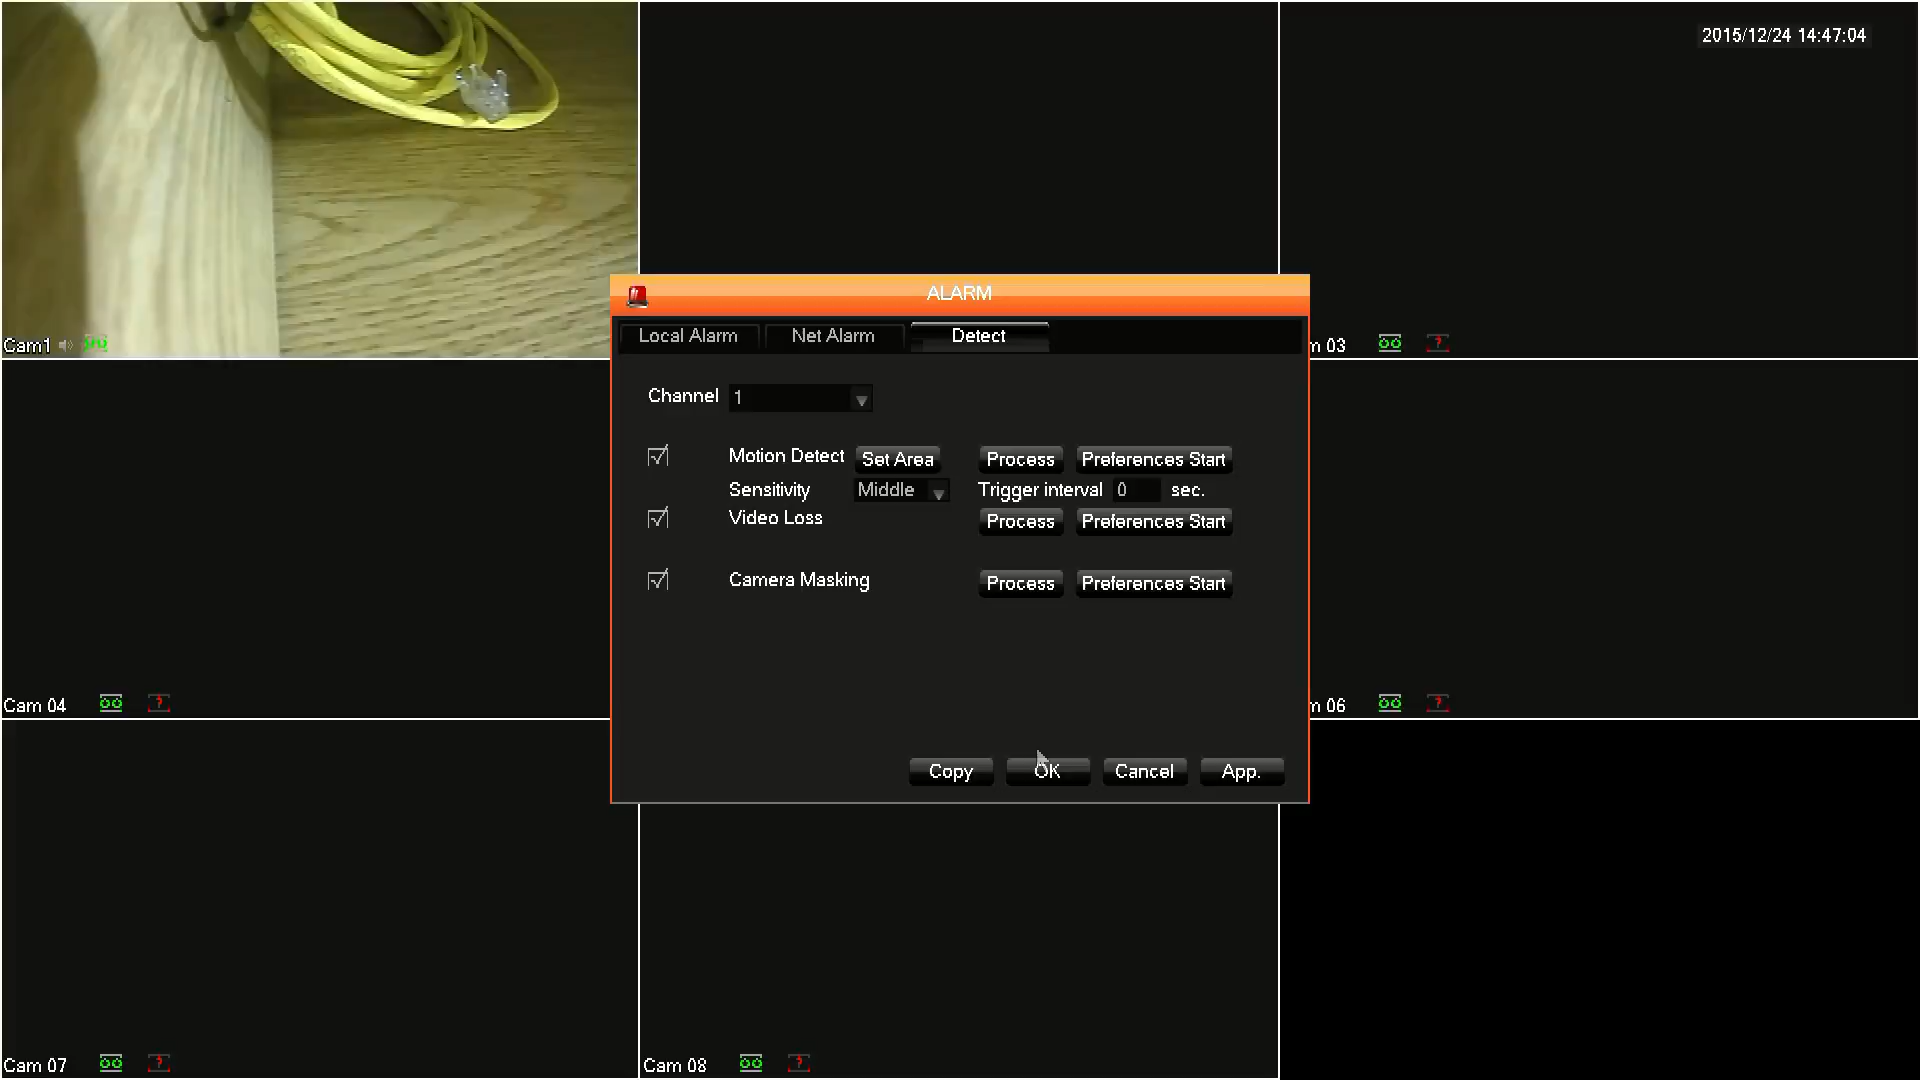 2015/12/24 14:47:04
ALARM
Local Alarm Net Alarm Detect
Cam1
m 03
Channel 1
Motion Detect Set Area Process Preferences Start
Sensitivity Middle Trigger interval 0 sec.
Video Loss Process Preferences Start
Camera Masking Process Preferences Start
Cam 04
m 06
Copy OK Cancel App.
Cam 07
Cam 08